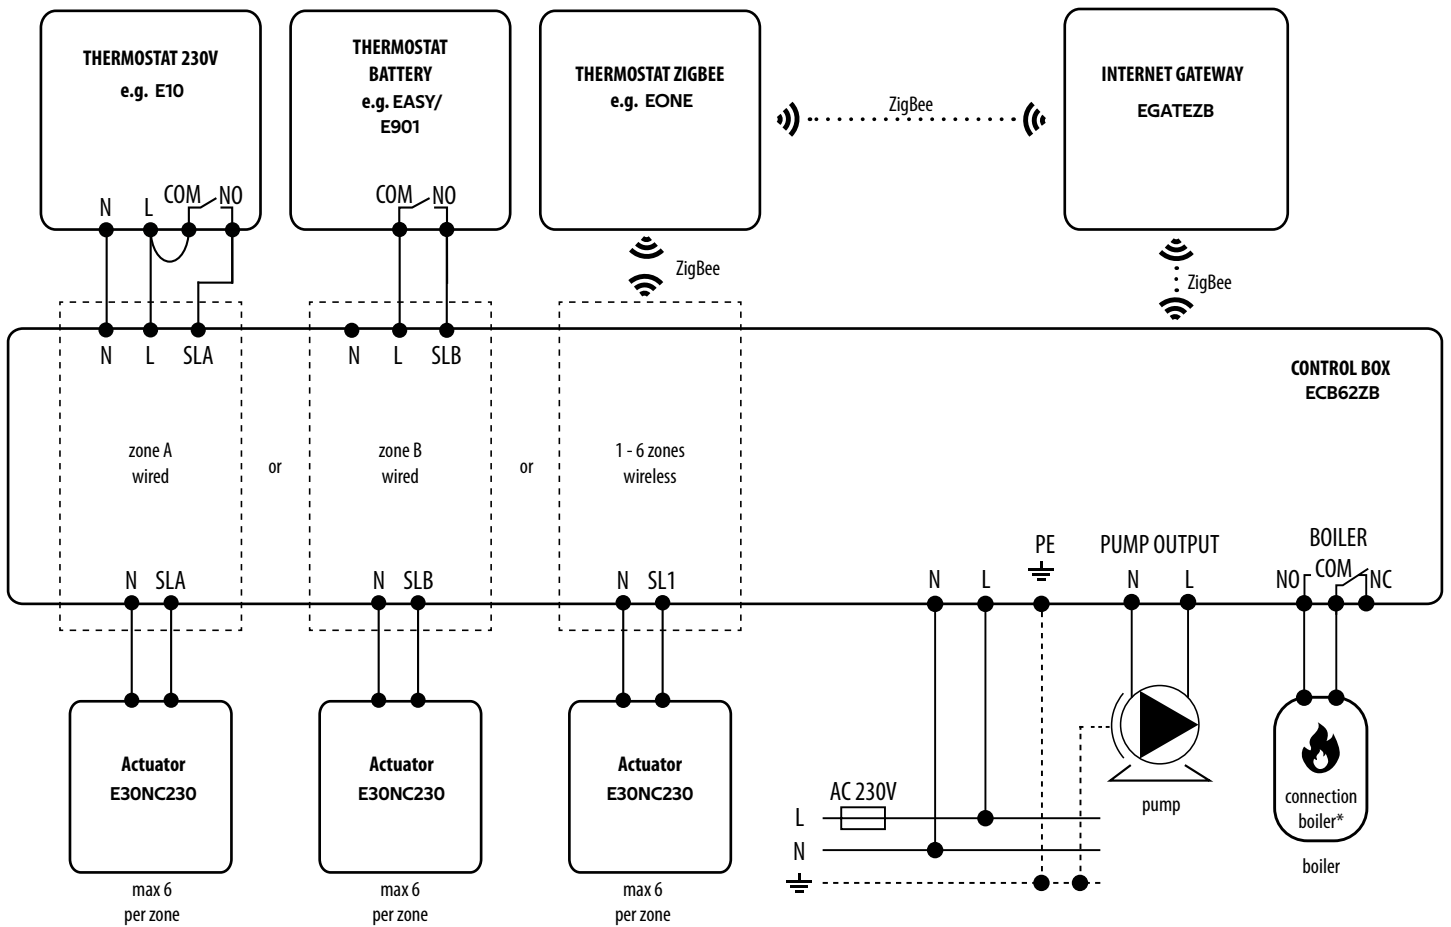 THERMOSTAT 230V
e.g. E10
N L COM NO
THERMOSTAT
BATTERY
e.g. EASY/
E901
COM NO
THERMOSTAT ZIGBEE
e.g. EONE
ZigBee
INTERNET GATEWAY
EGATEZB
ZigBee
ZigBee
N L SLA
N L SLB
CONTROL BOX
ECB62ZB
zone A
wired
or
zone B
wired
or
1 - 6 zones
wireless
N SLA
N SLB
N SL1
N L
PE
PUMP OUTPUT
N L
BOILER
NO COM NC
Actuator
E30NC230
max 6
per zone
Actuator
E30NC230
max 6
per zone
Actuator
E30NC230
max 6
per zone
AC 230V
L
N
pump
connection
boiler*
boiler